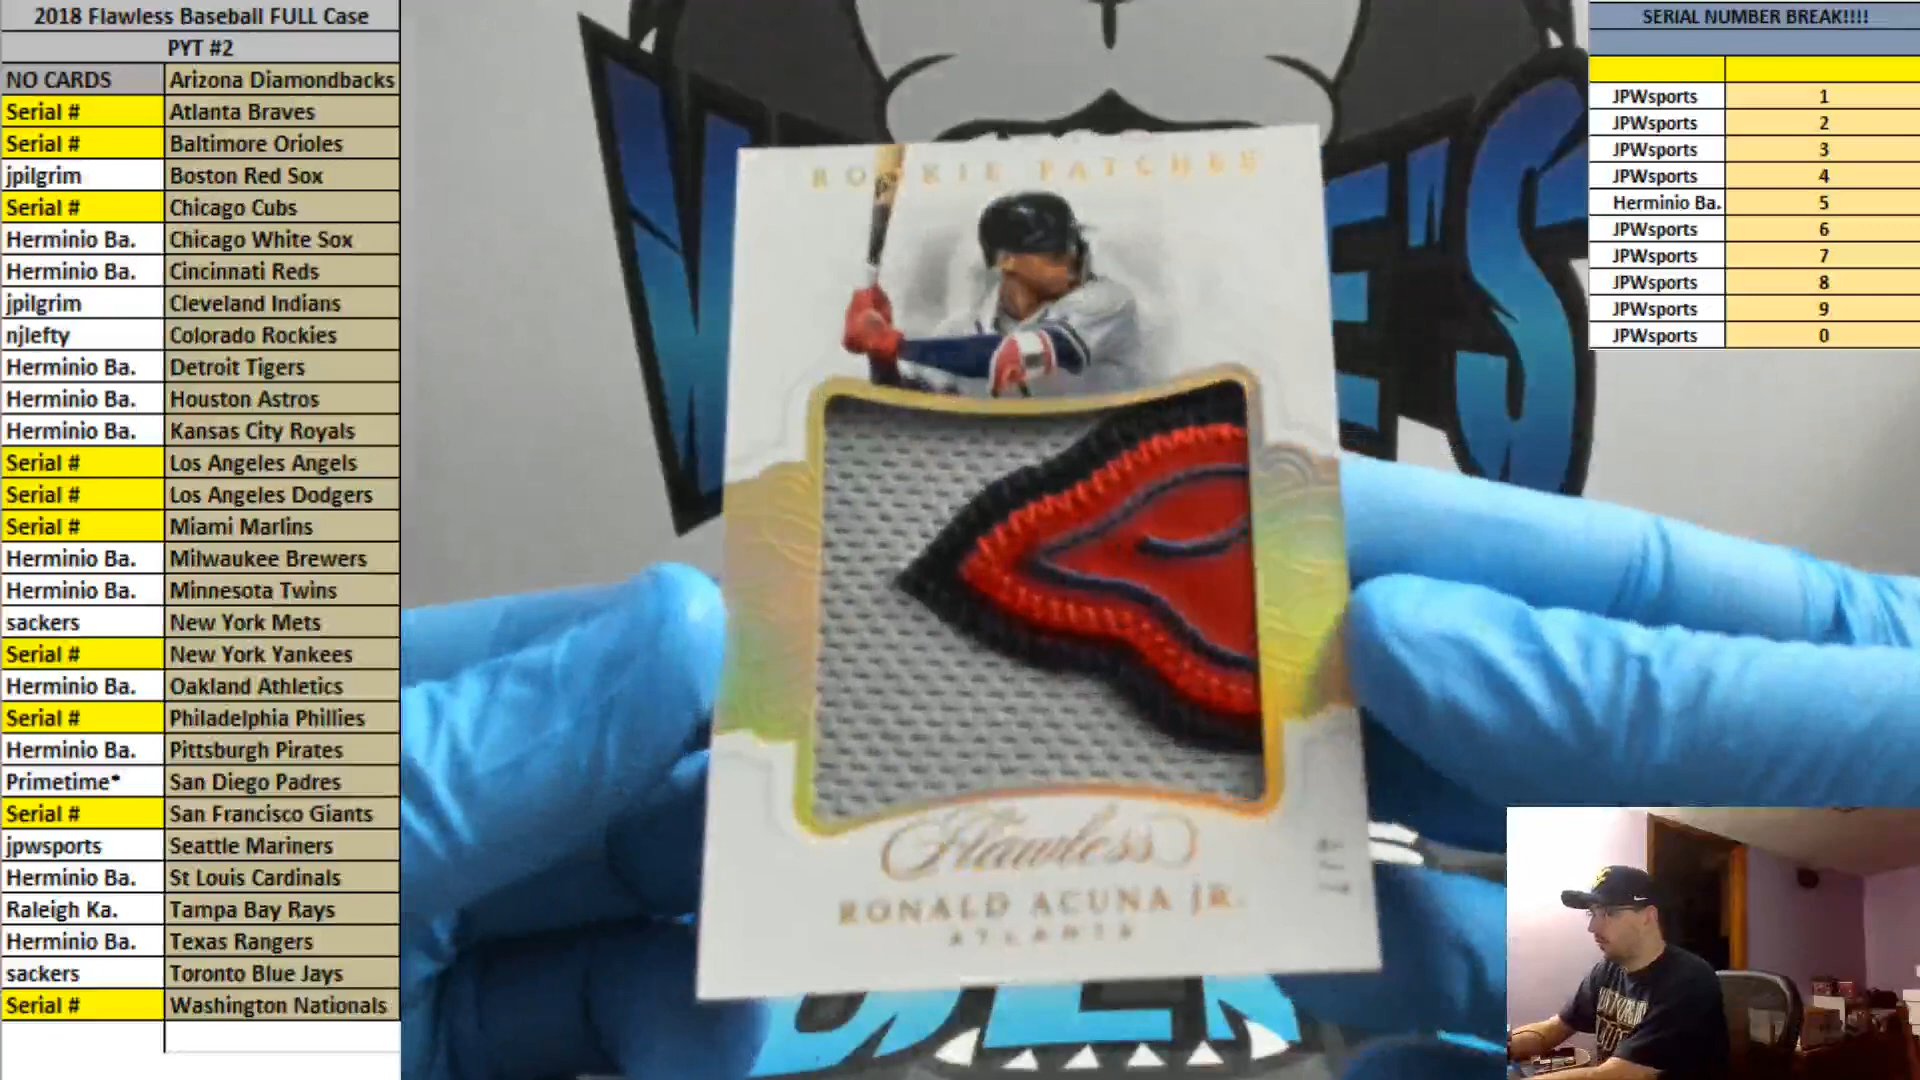 2018 Flawless Baseball FULL Case
PYT #2
NO CARDS Arizona Diamondbacks
Serial # Atlanta Braves
Serial # Baltimore Orioles
jpilgrim Boston Red Sox
Serial # Chicago Cubs
Herminio Ba. Chicago White Sox
Herminio Ba. Cincinnati Reds
jpilgrim Cleveland Indians
njlefty Colorado Rockies
Herminio Ba. Detroit Tigers
Herminio Ba. Houston Astros
Herminio Ba. Kansas City Royals
Serial # Los Angeles Angels
Serial # Los Angeles Dodgers
Serial # Miami Marlins
Herminio Ba. Milwaukee Brewers
Herminio Ba. Minnesota Twins
sackers New York Mets
Serial # New York Yankees
Herminio Ba. Oakland Athletics
Serial # Philadelphia Phillies
Herminio Ba. Pittsburgh Pirates
Primetime* San Diego Padres
Serial # San Francisco Giants
jpwsports Seattle Mariners
Herminio Ba. St Louis Cardinals
Raleigh Ka. Tampa Bay Rays
Herminio Ba. Texas Rangers
sackers Toronto Blue Jays
Serial # Washington Nationals
ROOKIE PATCHES
Flawless
RONALD ACUNA JR.
ATLANTA
SERIAL NUMBER BREAK!!!!
JPWsports 1
JPWsports 2
JPWsports 3
JPWsports 4
Herminio Ba. 5
JPWsports 6
JPWsports 7
JPWsports 8
JPWsports 9
JPWsports 0